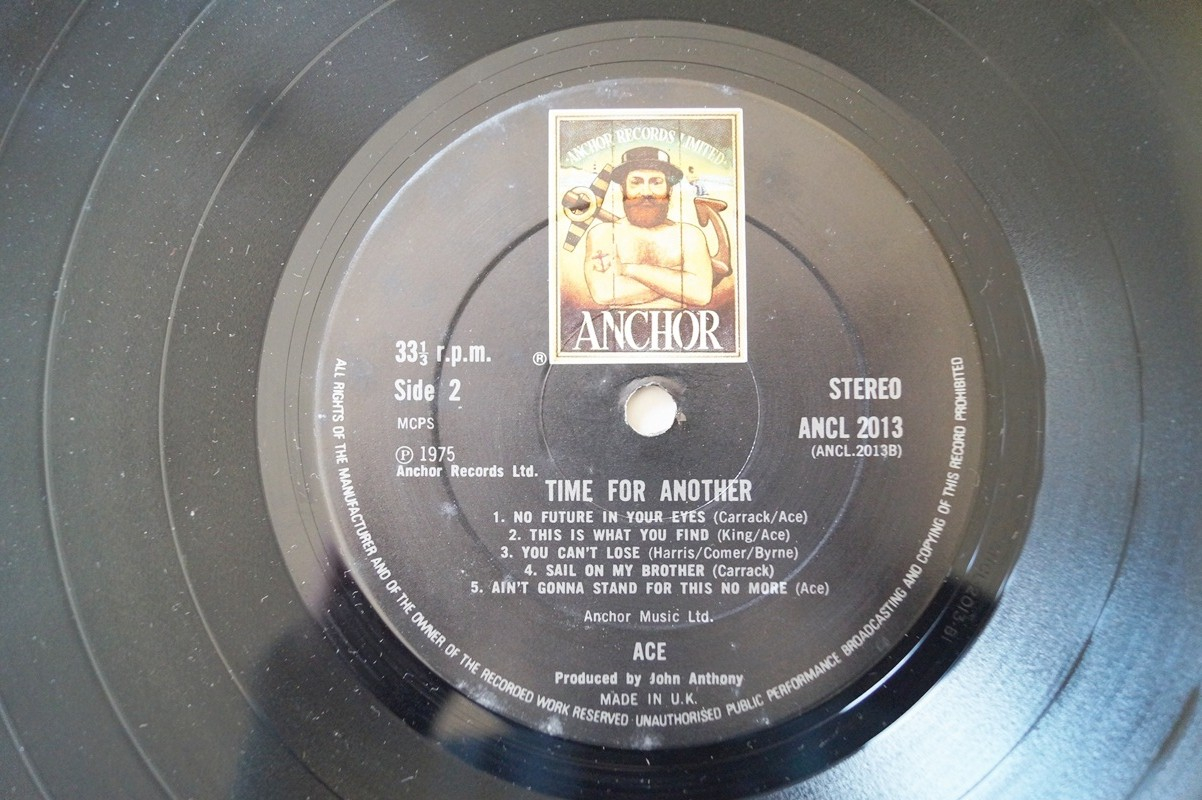 ANCHOR RECORDS LIMITED
ANCHOR
®
33⅓ r.p.m.
Side 2
MCPS
Ⓟ 1975
Anchor Records Ltd.
STEREO
ANCL 2013
(ANCL.2013B)
TIME FOR ANOTHER
1. NO FUTURE IN YOUR EYES (Carrack/Ace)
2. THIS IS WHAT YOU FIND (King/Ace)
3. YOU CAN'T LOSE (Harris/Comer/Byrne)
4. SAIL ON MY BROTHER (Carrack)
5. AIN'T GONNA STAND FOR THIS NO MORE (Ace)
Anchor Music Ltd.
ACE
Produced by John Anthony
MADE IN U.K.
ALL RIGHTS OF THE MANUFACTURER AND OF THE OWNER OF THE RECORDED WORK RESERVED UNAUTHORISED PUBLIC PERFORMANCE BROADCASTING AND COPYING OF THIS RECORD PROHIBITED